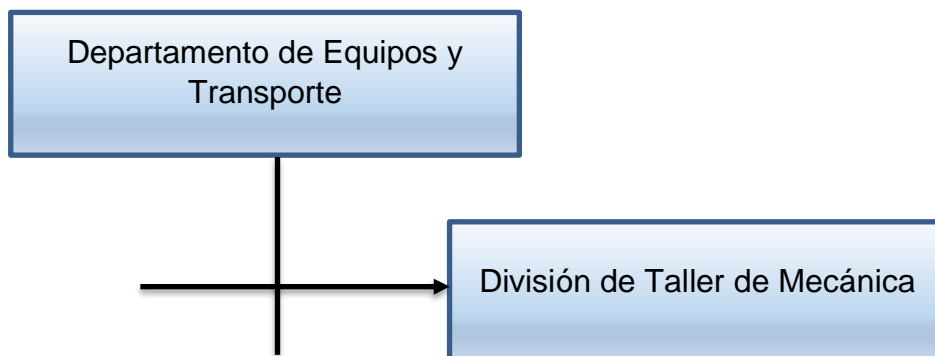 Departamento de Equipos y
Transporte
División de Taller de Mecánica